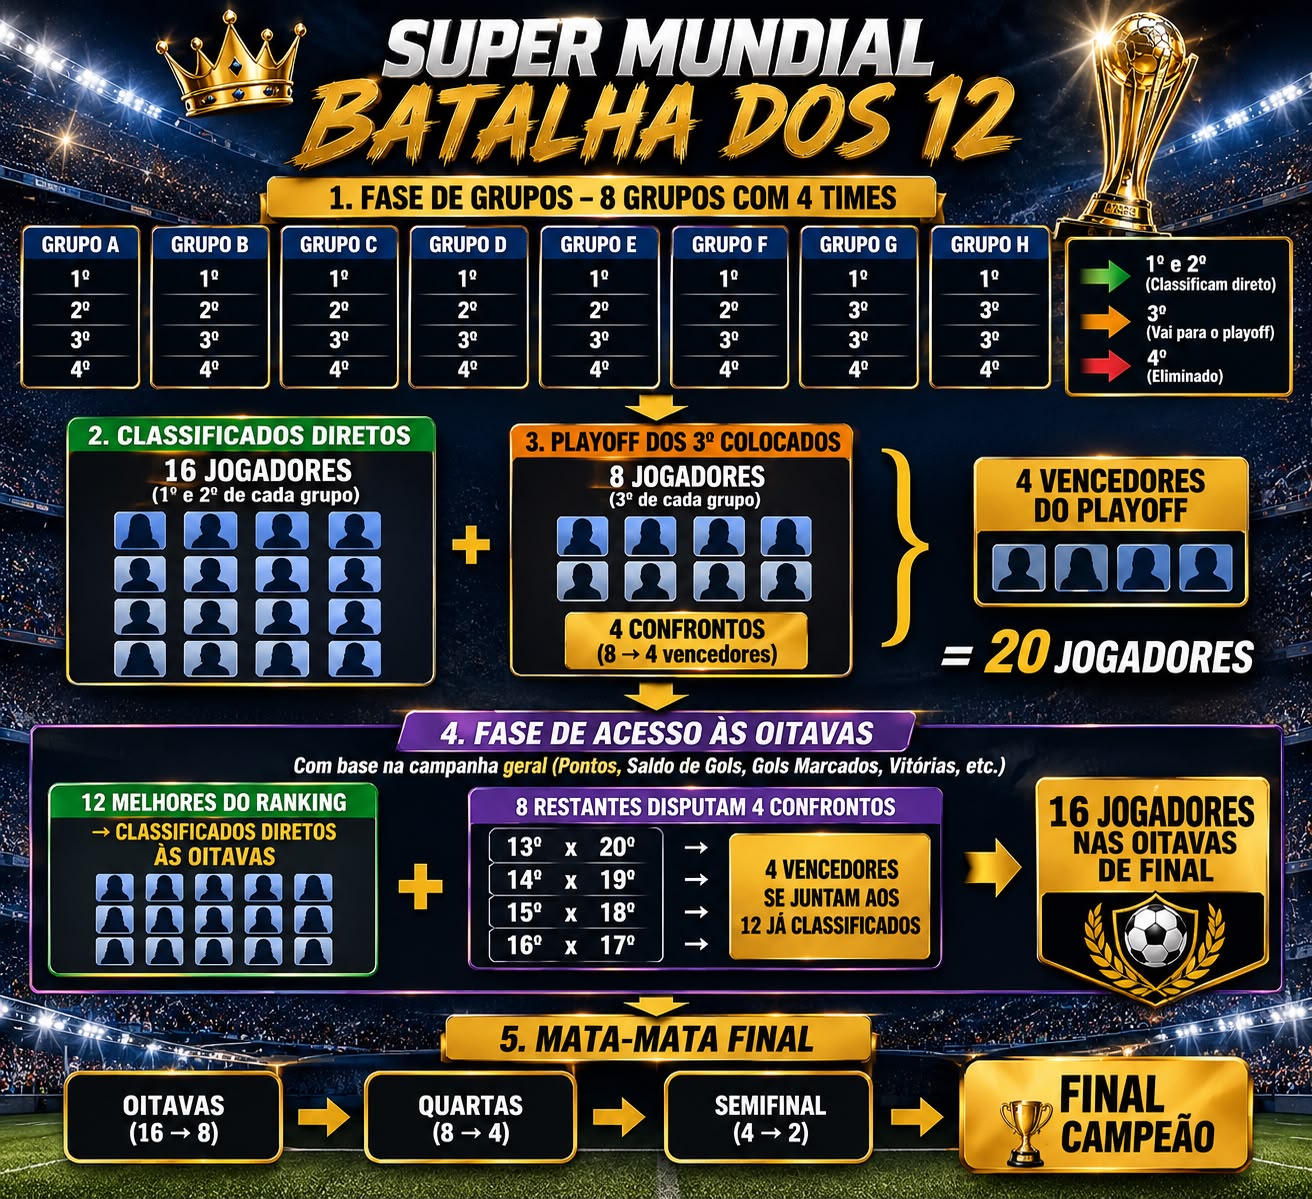 SUPER MUNDIAL
BATALHA DOS 12
1. FASE DE GRUPOS – 8 GRUPOS COM 4 TIMES
GRUPO A
1º
2º
3º
4º
GRUPO B
1º
2º
3º
4º
GRUPO C
1º
2º
3º
4º
GRUPO D
1º
2º
3º
4º
GRUPO E
1º
2º
3º
4º
GRUPO F
1º
2º
3º
4º
GRUPO G
1º
3º
3º
4º
GRUPO H
1º
3º
3º
4º
1º e 2º
(Classificam direto)
3º
(Vai para o playoff)
4º
(Eliminado)
2. CLASSIFICADOS DIRETOS
16 JOGADORES
(1º e 2º de cada grupo)
+
3. PLAYOFF DOS 3º COLOCADOS
8 JOGADORES
(3º de cada grupo)
4 CONFRONTOS
(8 → 4 vencedores)
}
4 VENCEDORES
DO PLAYOFF
= 20 JOGADORES
4. FASE DE ACESSO ÀS OITAVAS
Com base na campanha geral (Pontos, Saldo de Gols, Gols Marcados, Vitórias, etc.)
12 MELHORES DO RANKING
→ CLASSIFICADOS DIRETOS
ÀS OITAVAS
+
8 RESTANTES DISPUTAM 4 CONFRONTOS
13º x 20º →
14º x 19º →
15º x 18º →
16º x 17º →
4 VENCEDORES
SE JUNTAM AOS
12 JÁ CLASSIFICADOS
16 JOGADORES
NAS OITAVAS
DE FINAL
5. MATA-MATA FINAL
OITAVAS
(16 → 8)
QUARTAS
(8 → 4)
SEMIFINAL
(4 → 2)
FINAL
CAMPEÃO